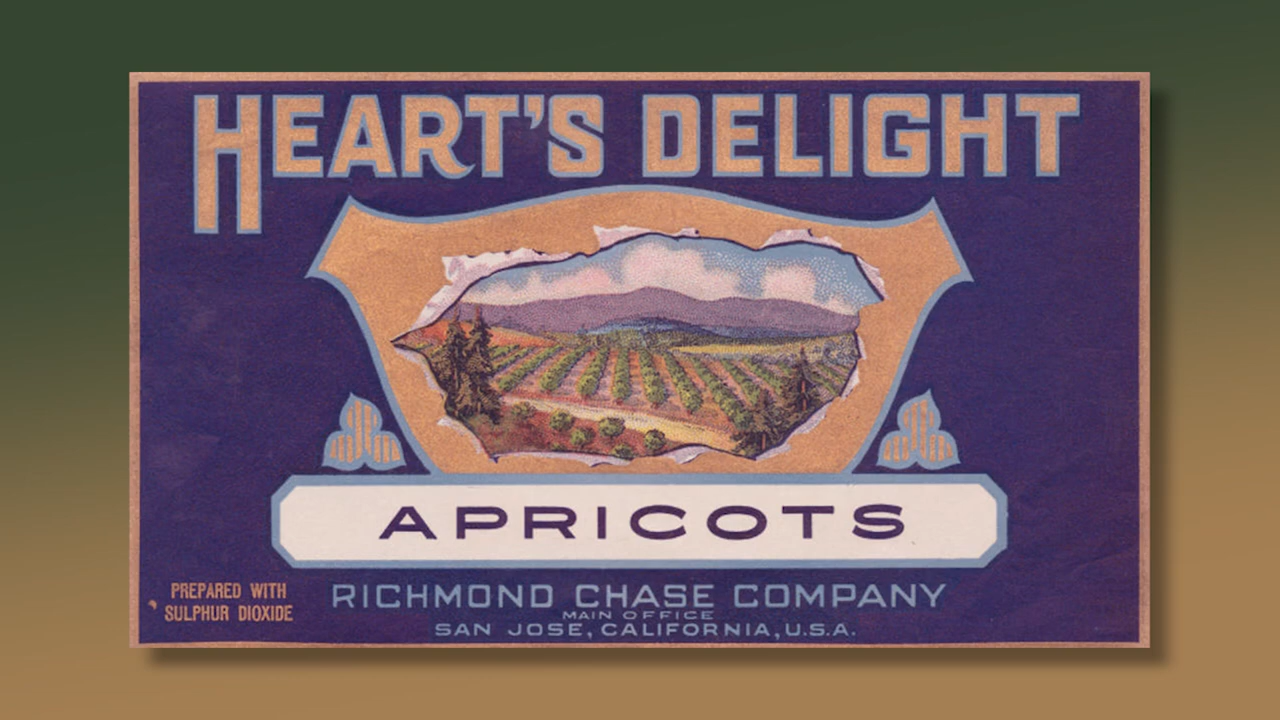 HEART'S DELIGHT
APRICOTS
PREPARED WITH
SULPHUR DIOXIDE
RICHMOND CHASE COMPANY
MAIN OFFICE
SAN JOSE, CALIFORNIA, U.S.A.